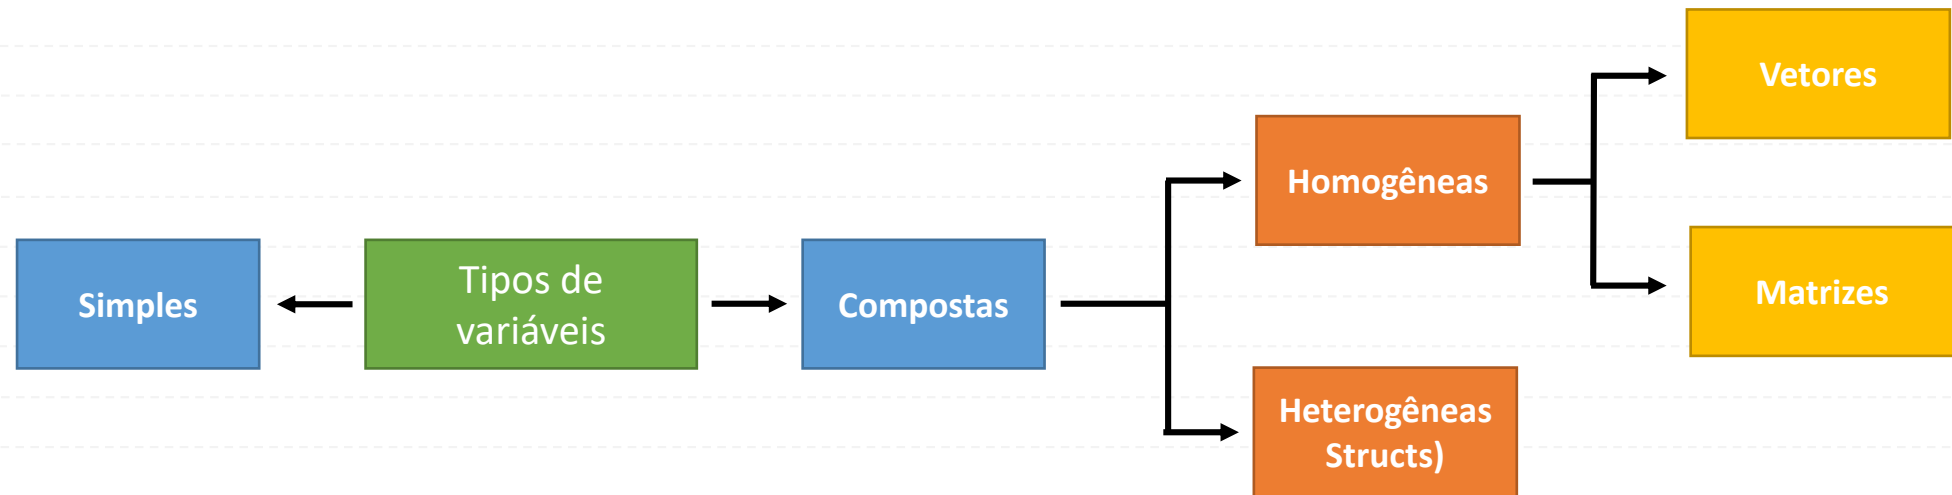 Vetores
Homogêneas
Simples
Tipos de
variáveis
Compostas
Matrizes
Heterogêneas
Structs)